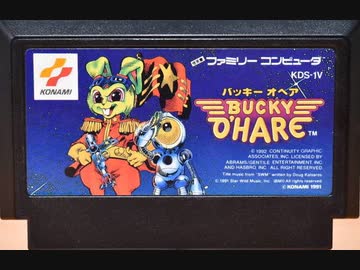 KONAMI
ファミリー コンピュータ
KDS-1V
バッキー オヘア
BUCKY
O'HARE™
© 1992 CONTINUITY GRAPHIC
ASSOCIATES, INC. LICENSED BY
ABRAMS/GENTILE ENTERTAINMENT INC.
AND HASBRO, INC. ALL RIGHT RESERVED
Title music from "SWM" written by Doug Katsaros
© 1991 Star Wild Music, Inc. (BMI) All rights reserved
© KONAMI 1991